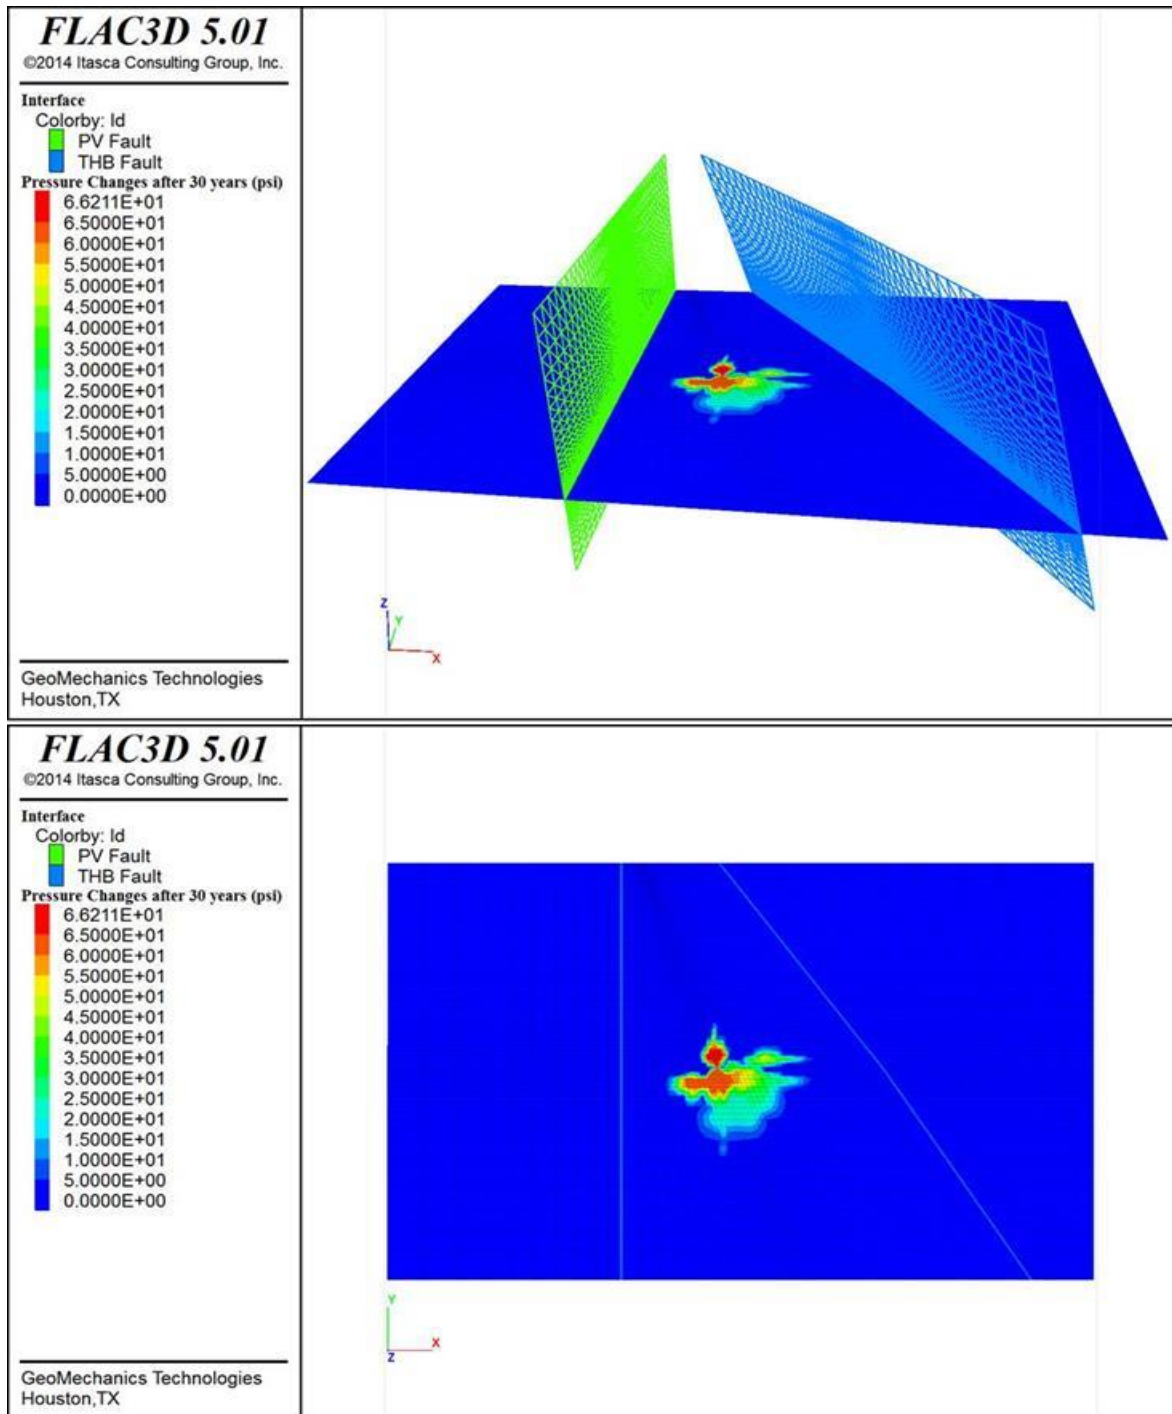 FLAC3D 5.01
©2014 Itasca Consulting Group, Inc.
Interface
Colorby: Id
PV Fault
THB Fault
Pressure Changes after 30 years (psi)
6.6211E+01
6.5000E+01
6.0000E+01
5.5000E+01
5.0000E+01
4.5000E+01
4.0000E+01
3.5000E+01
3.0000E+01
2.5000E+01
2.0000E+01
1.5000E+01
1.0000E+01
5.0000E+00
0.0000E+00
Z
Y
X
GeoMechanics Technologies
Houston,TX
FLAC3D 5.01
©2014 Itasca Consulting Group, Inc.
Interface
Colorby: Id
PV Fault
THB Fault
Pressure Changes after 30 years (psi)
6.6211E+01
6.5000E+01
6.0000E+01
5.5000E+01
5.0000E+01
4.5000E+01
4.0000E+01
3.5000E+01
3.0000E+01
2.5000E+01
2.0000E+01
1.5000E+01
1.0000E+01
5.0000E+00
0.0000E+00
Y
X
Z
GeoMechanics Technologies
Houston,TX